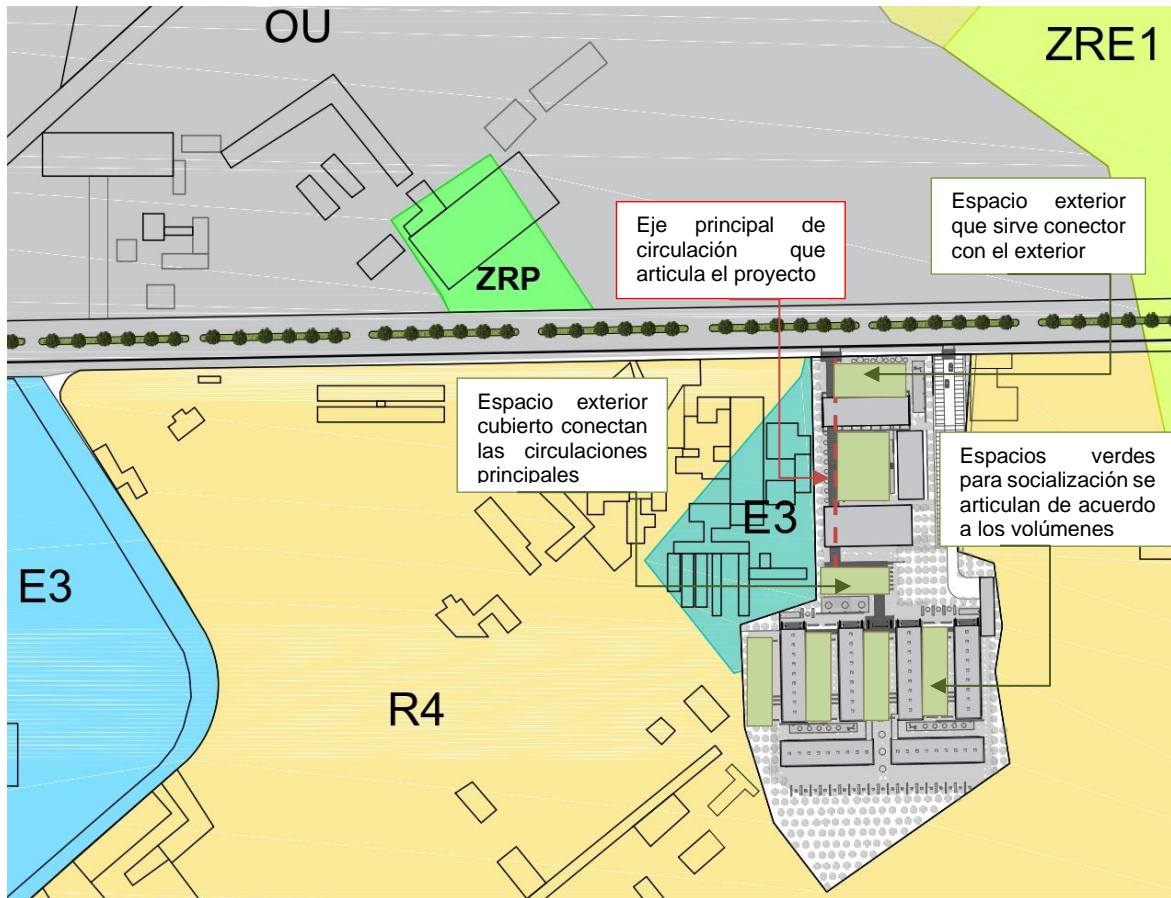 OU
ZRE1
ZRP
Eje principal de
circulación que
articula el proyecto
Espacio exterior
que sirve conector
con el exterior
Espacio exterior
cubierto conectan
las circulaciones
principales
Espacios verdes
para socialización se
articulan de acuerdo
a los volúmenes
E3
E3
R4